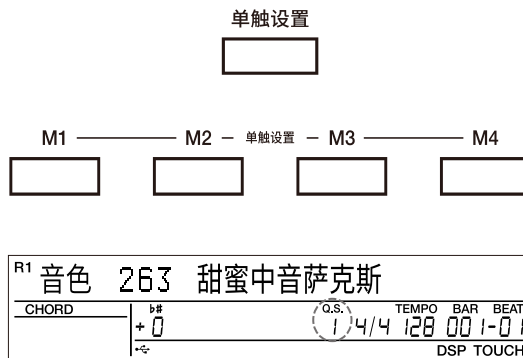 单触设置
M1 M2 单触设置 M3 M4
R1 音色 263 甜蜜中音萨克斯
CHORD b# Q.S. TEMPO BAR BEAT
+ 0 1 4/4 128 001-01
DSP TOUCH